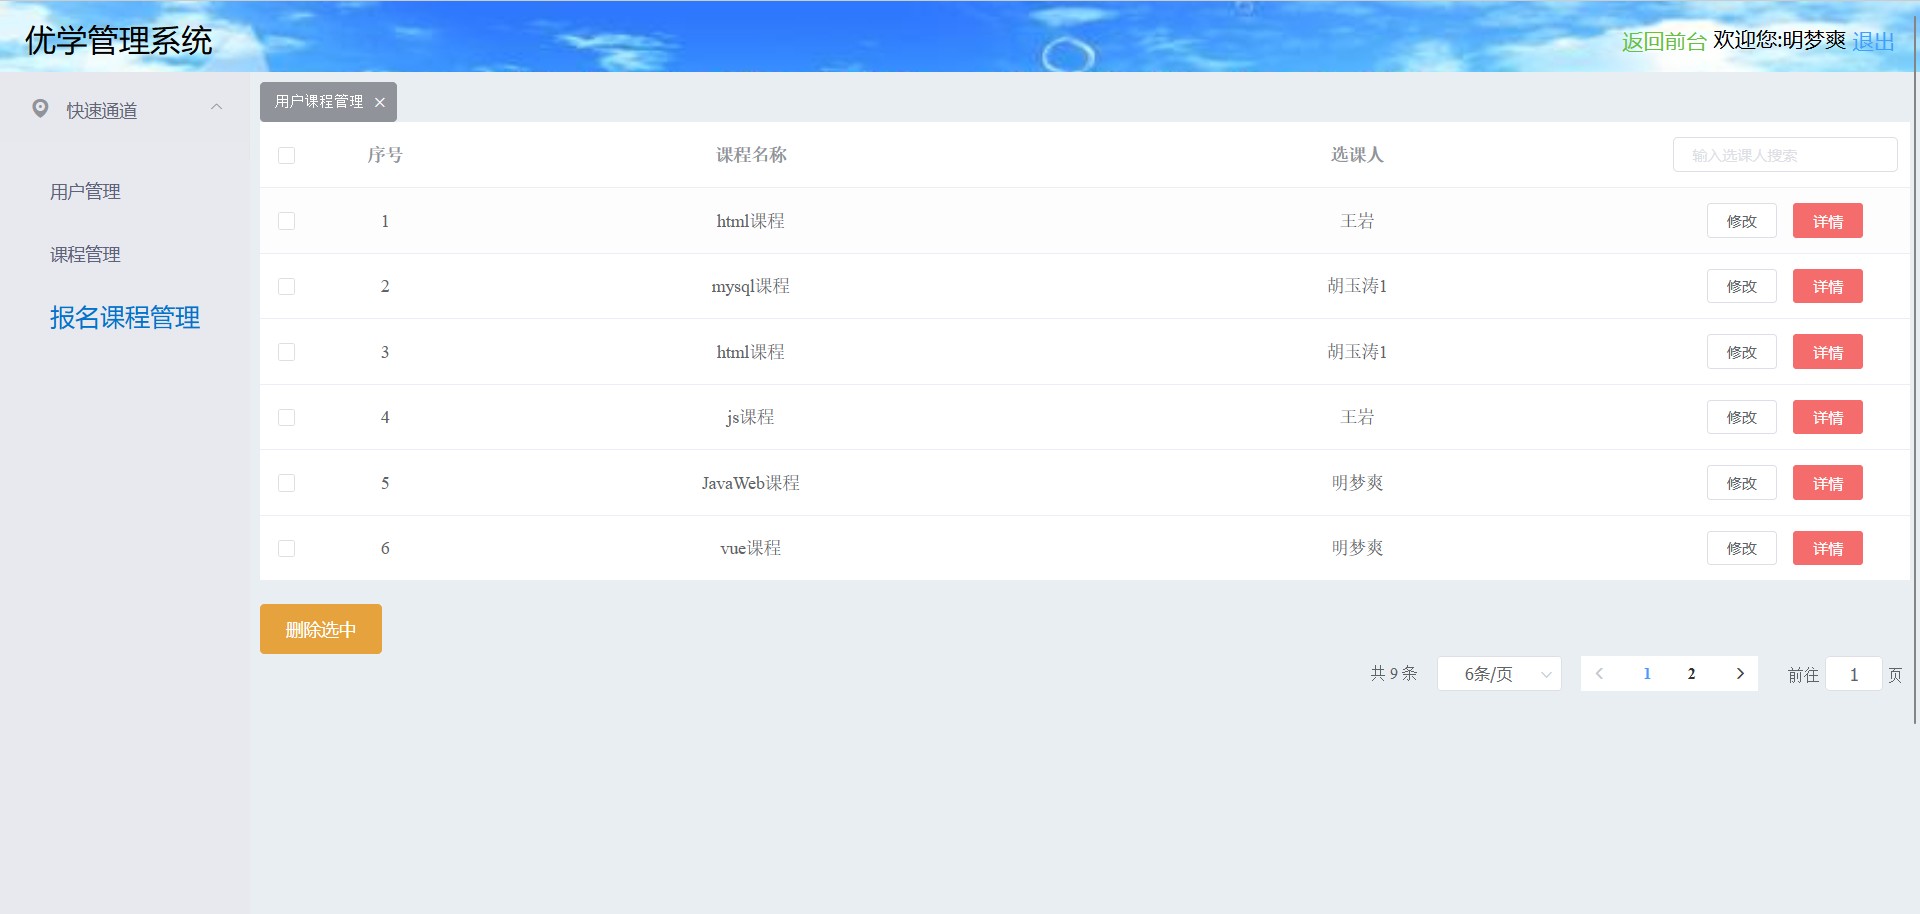 优学管理系统
返回前台 欢迎您:明梦爽 退出
快速通道
用户管理
课程管理
报名课程管理
用户课程管理
序号 课程名称 选课人 输入选课人搜索
1 html课程 王岩 修改 详情
2 mysql课程 胡玉涛1 修改 详情
3 html课程 胡玉涛1 修改 详情
4 js课程 王岩 修改 详情
5 JavaWeb课程 明梦爽 修改 详情
6 vue课程 明梦爽 修改 详情
删除选中
共 9 条 6条/页 1 2 前往 1 页